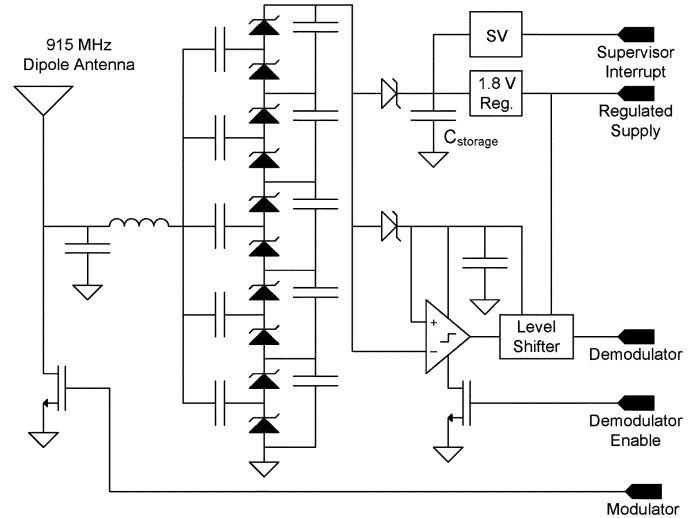 915 MHz
Dipole Antenna
SV
Supervisor
Interrupt
1.8 V
Reg.
Regulated
Supply
Cstorage
+
−
Level
Shifter
Demodulator
Demodulator
Enable
Modulator